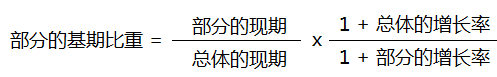 部分的基期比重 = 部分的现期 / 总体的现期 x 1 + 总体的增长率 / 1 + 部分的增长率